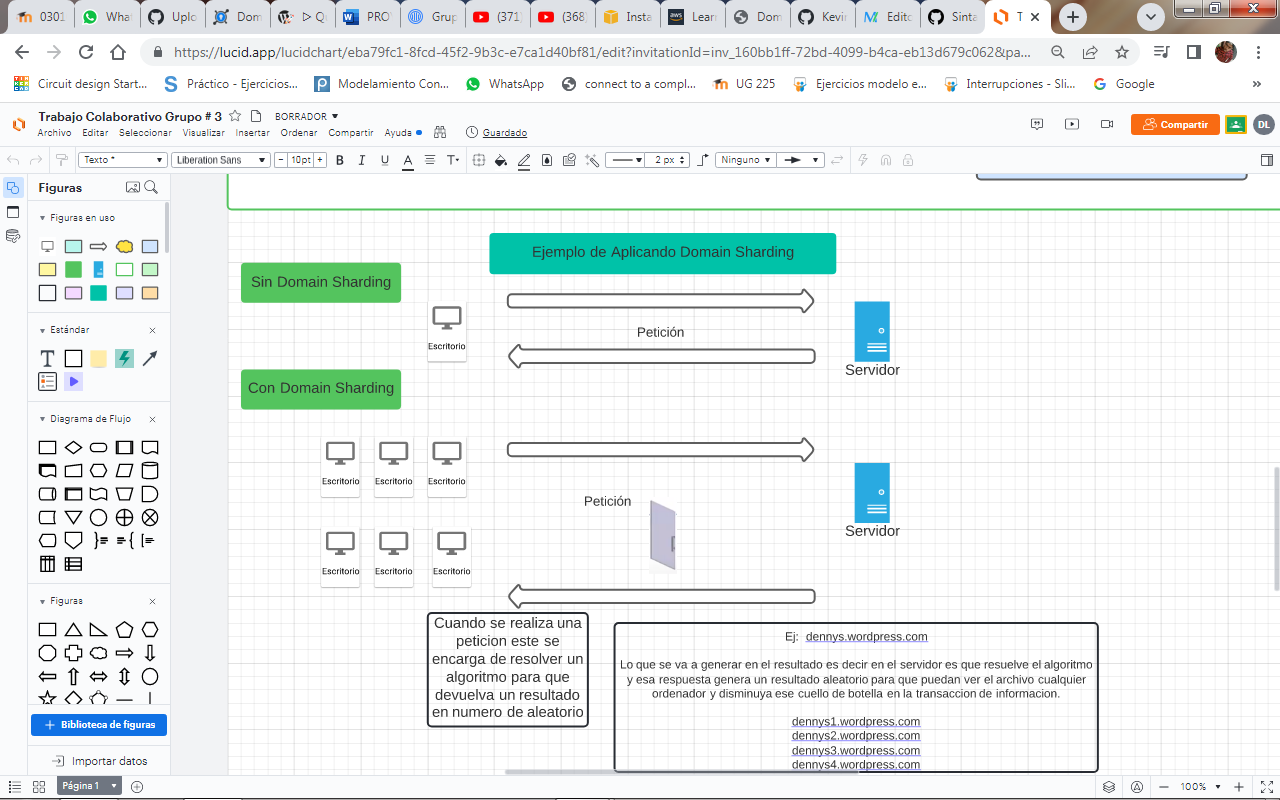 0301
What
Uplo
Dom
Qu
PRO
Grup
(371)
(368
Insta
Lear
Dom
Kevin
Edito
Sinta
T
https://lucid.app/lucidchart/eba79fc1-8fcd-45f2-9b3c-e7ca1d40bf81/edit?invitationId=inv_160bb1ff-72bd-4099-b4ca-eb13d679c062&pa...
Circuit design Start...
Práctico - Ejercicios...
Modelamiento Con...
WhatsApp
connect to a compl...
UG 225
Ejercicios modelo e...
Interrupciones - Sli...
Google
Trabajo Colaborativo Grupo # 3
BORRADOR
Archivo Editar Seleccionar Visualizar Insertar Ordenar Compartir Ayuda
Guardado
Compartir
DL
Texto *
Liberation Sans
10pt
B I U A T
2 px
Ninguno
Figuras
Figuras en uso
Estándar
Diagrama de Flujo
Figuras
Biblioteca de figuras
Importar datos
Ejemplo de Aplicando Domain Sharding
Sin Domain Sharding
Escritorio
Petición
Servidor
Con Domain Sharding
Escritorio Escritorio Escritorio
Petición
Servidor
Escritorio Escritorio Escritorio
Cuando se realiza una
peticion este se
encarga de resolver un
algoritmo para que
devuelva un resultado
en numero de aleatorio
Ej: dennys.wordpress.com
Lo que se va a generar en el resultado es decir en el servidor es que resuelve el algoritmo
y esa respuesta genera un resultado aleatorio para que puedan ver el archivo cualquier
ordenador y disminuya ese cuello de botella en la transaccion de informacion.
dennys1.wordpress.com
dennys2.wordpress.com
dennys3.wordpress.com
dennys4.wordpress.com
Página 1
100%